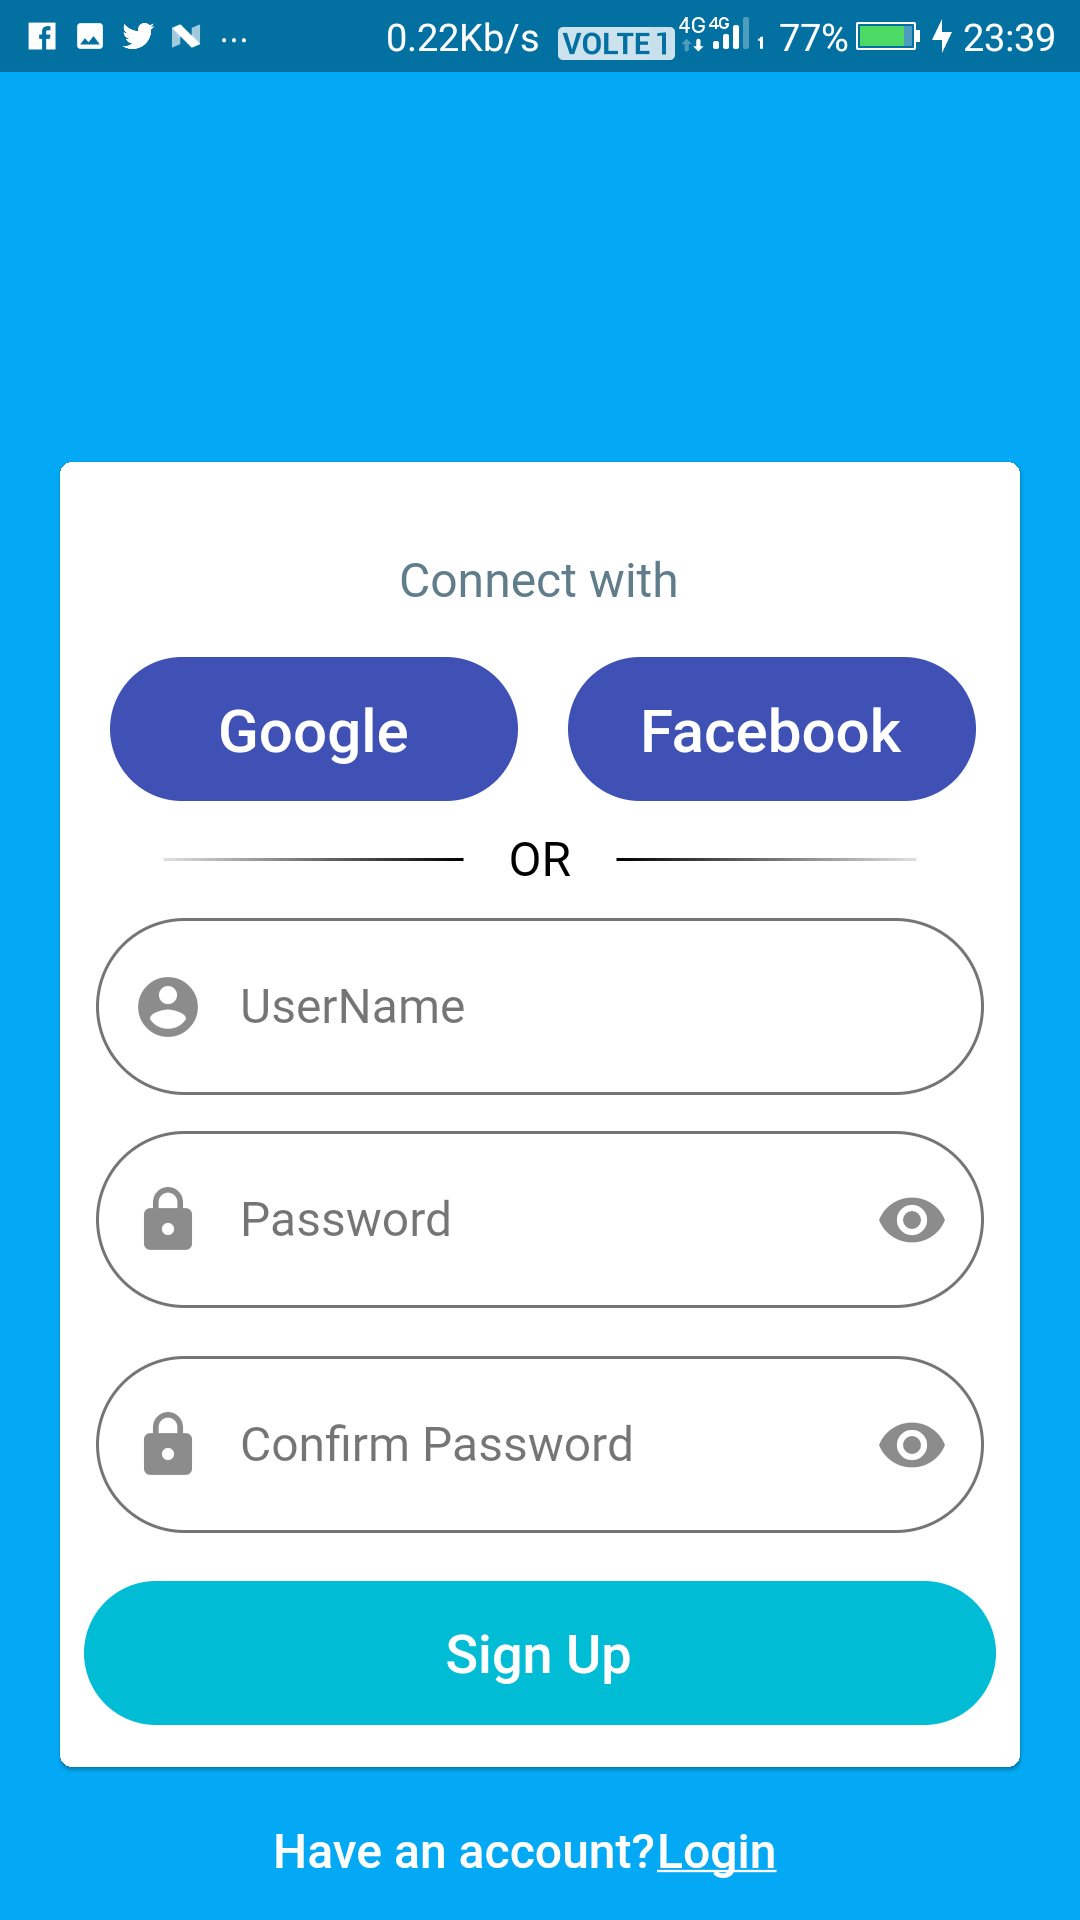 0.22Kb/s VOLTE 1 4G 4G 1 77% 23:39
Connect with
Google Facebook
OR
UserName
Password
Confirm Password
Sign Up
Have an account?Login